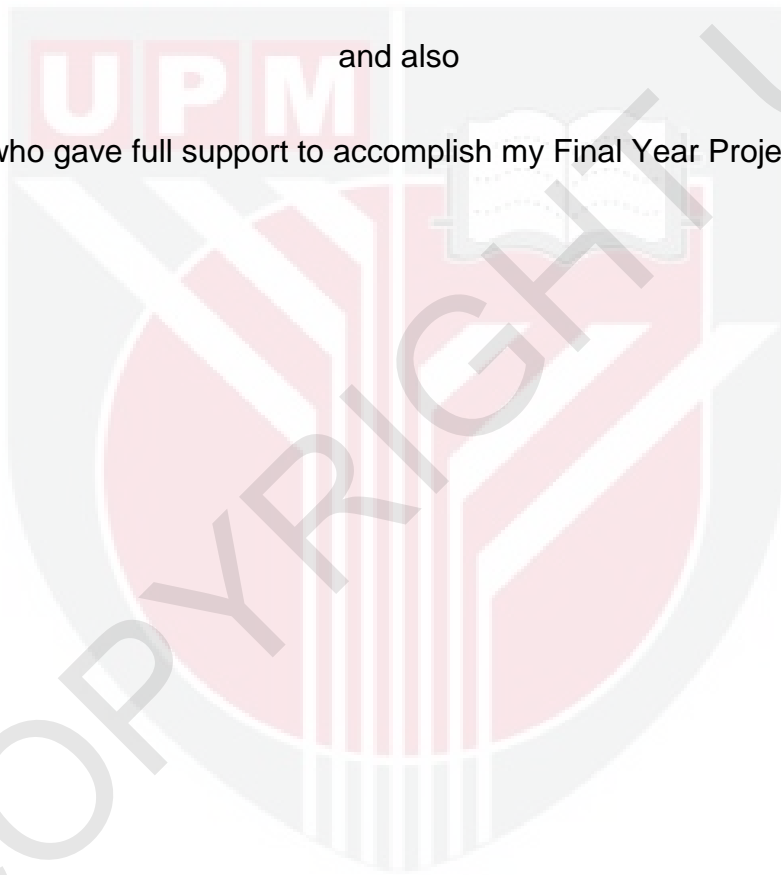 UPM
and also
who gave full support to accomplish my Final Year Proje
COPYRIGHT U